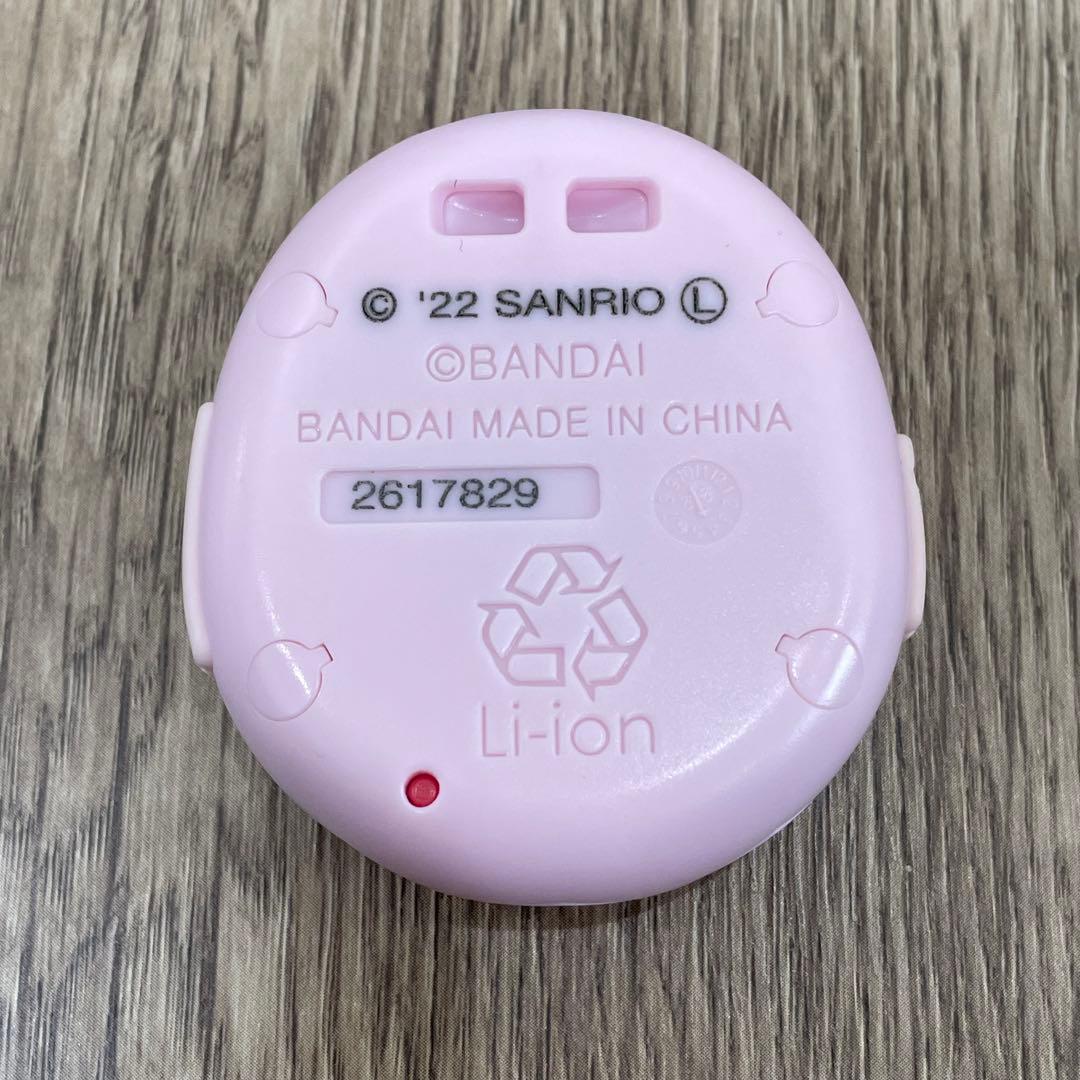 © '22 SANRIO Ⓛ
©BANDAI
BANDAI MADE IN CHINA
2617829
Li-ion